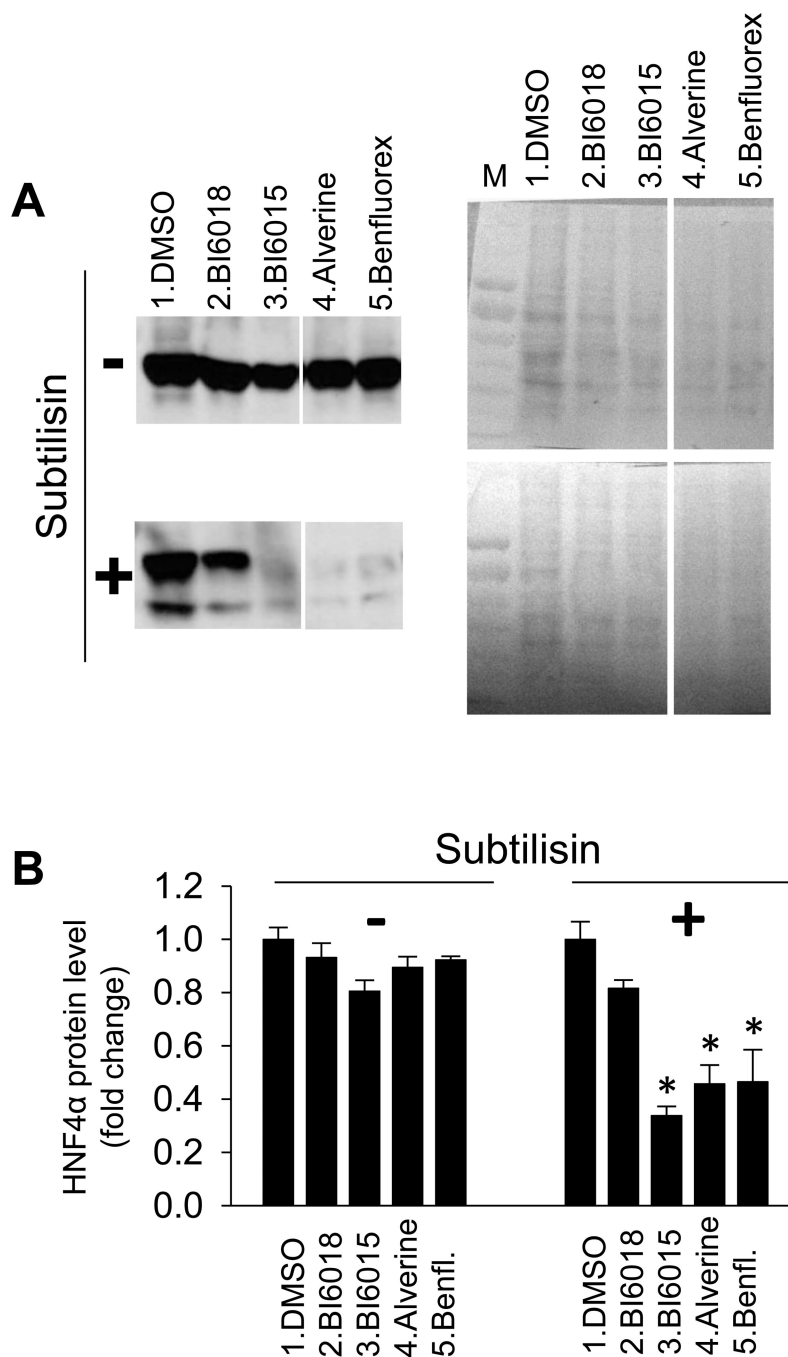 A
Subtilisin
-
+
1.DMSO
2.BI6018
3.BI6015
4.Alverine
5.Benfluorex
M
1.DMSO
2.BI6018
3.BI6015
4.Alverine
5.Benfluorex
B
Subtilisin
-
+
HNF4α protein level
(fold change)
1.2
1.0
0.8
0.6
0.4
0.2
0.0
*
*
*
1.DMSO
2.BI6018
3.BI6015
4.Alverine
5.Benfl.
1.DMSO
2.BI6018
3.BI6015
4.Alverine
5.Benfl.